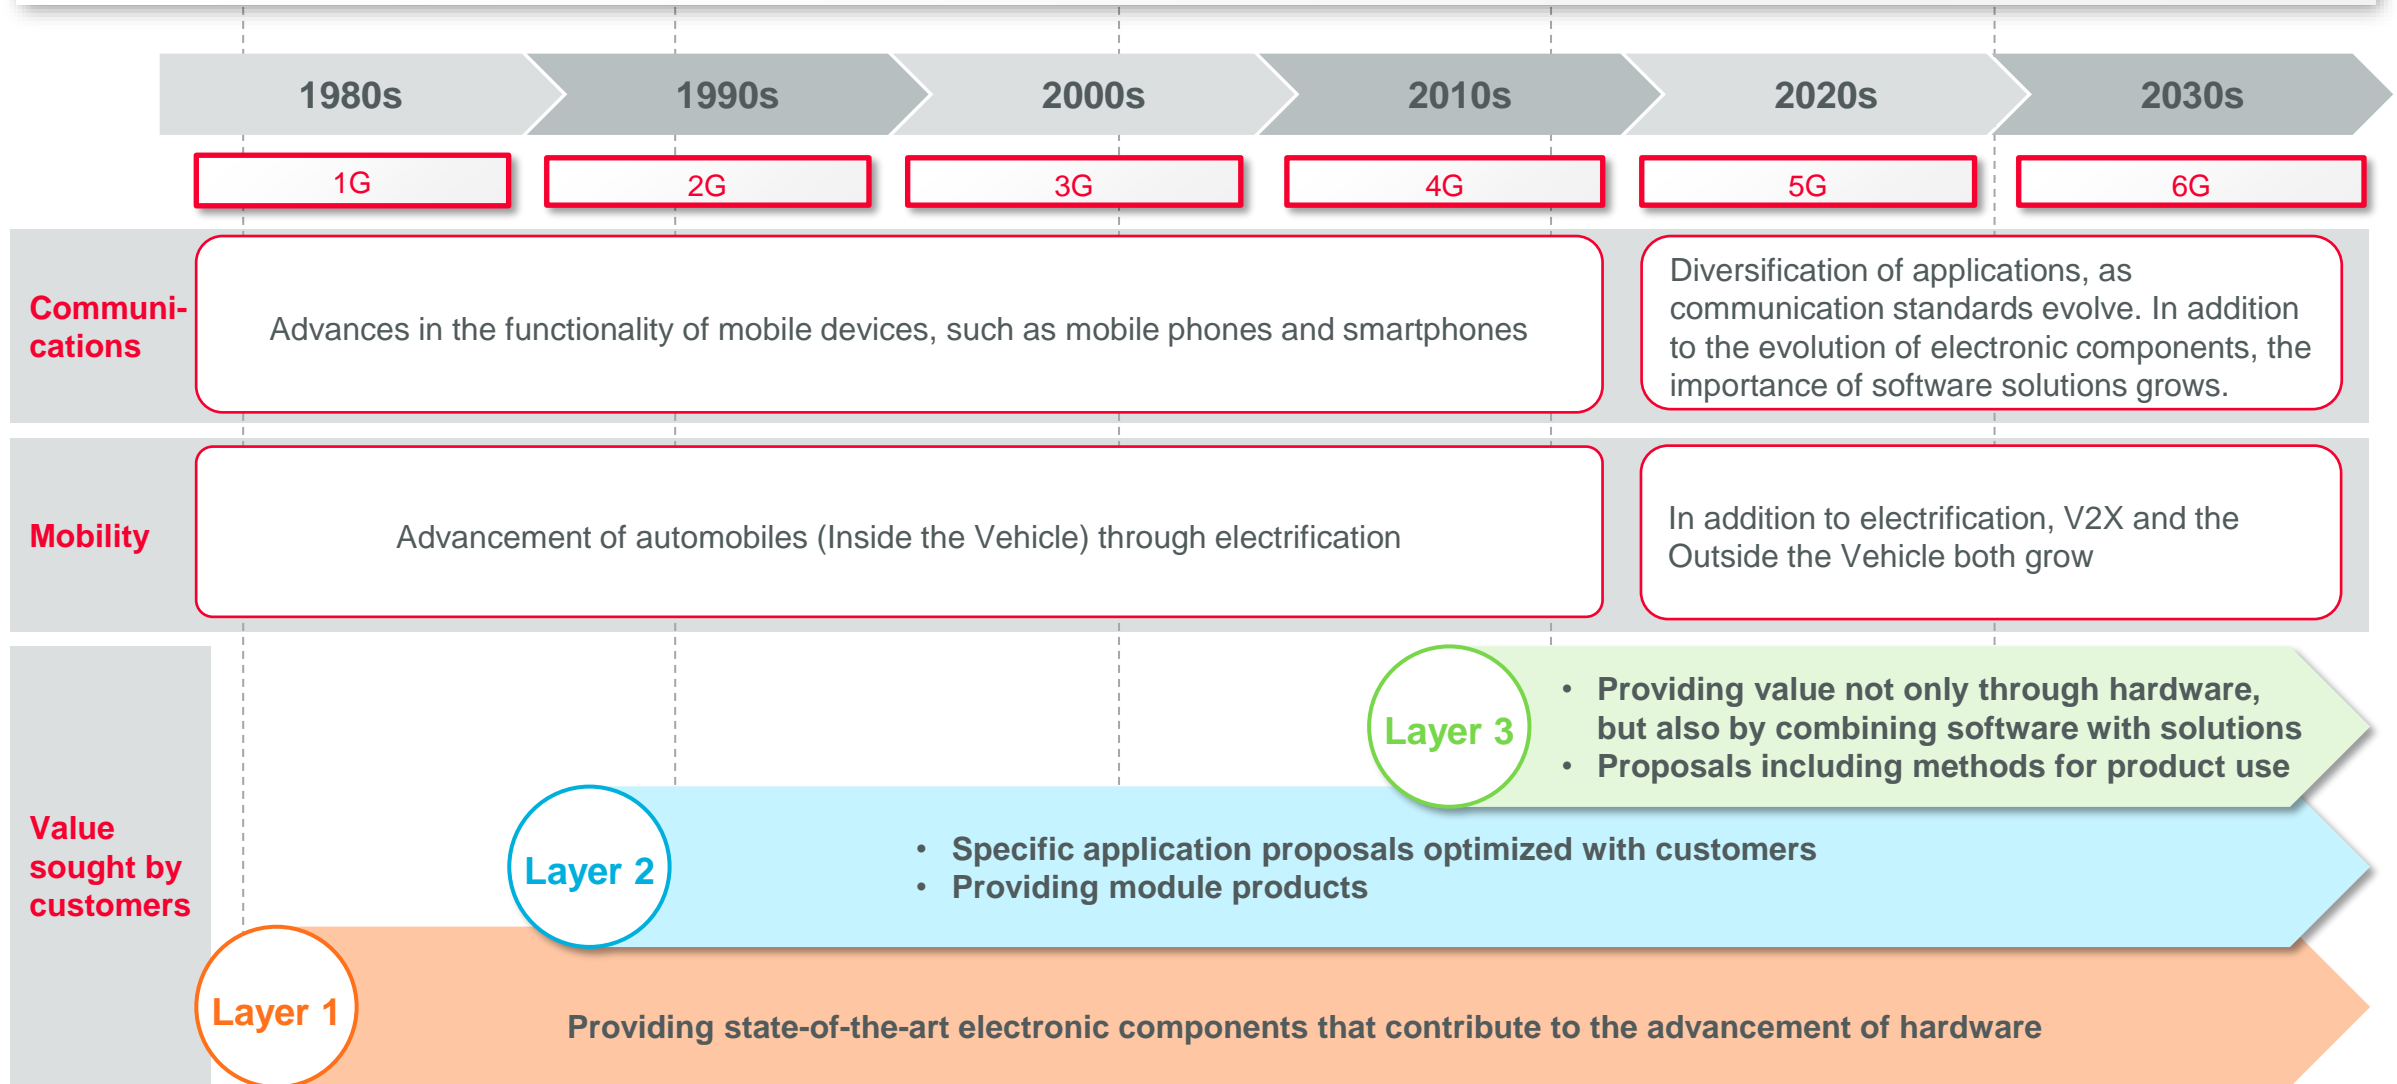 1980s
1990s
2000s
2010s
2020s
2030s
1G
2G
3G
4G
5G
6G
Communi-
cations
Advances in the functionality of mobile devices, such as mobile phones and smartphones
Diversification of applications, as
communication standards evolve. In addition
to the evolution of electronic components, the
importance of software solutions grows.
Mobility
Advancement of automobiles (Inside the Vehicle) through electrification
In addition to electrification, V2X and the
Outside the Vehicle both grow
Value
sought by
customers
Layer 3
• Providing value not only through hardware,
but also by combining software with solutions
• Proposals including methods for product use
Layer 2
• Specific application proposals optimized with customers
• Providing module products
Layer 1
Providing state-of-the-art electronic components that contribute to the advancement of hardware